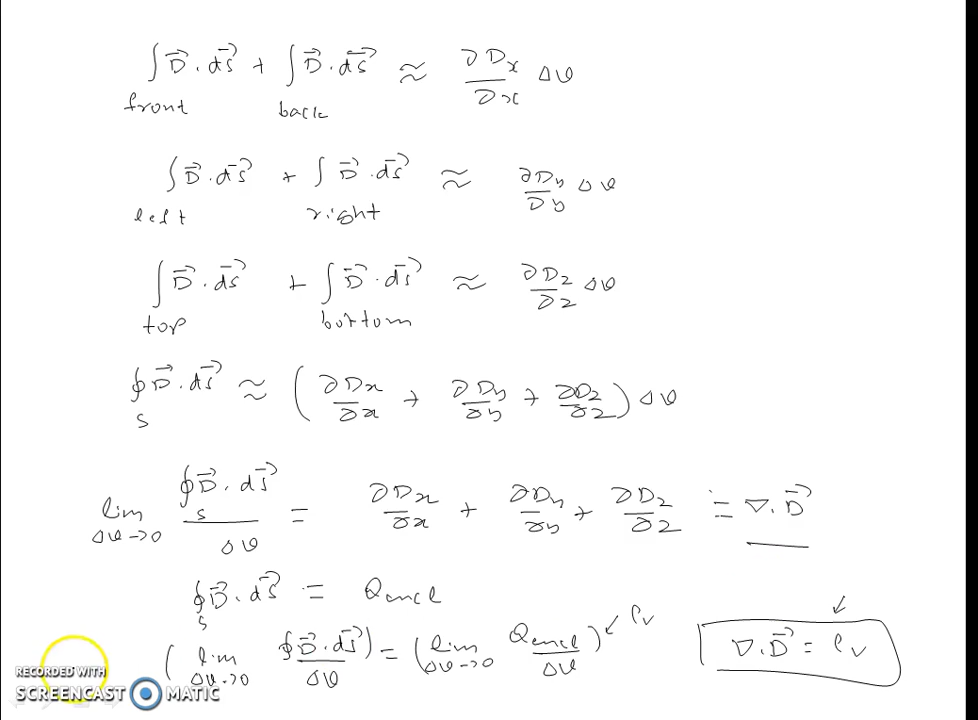 ∫D⃗.ds⃗ + ∫D⃗.ds⃗ ≈ ∂Dx/∂x Δv
front back
∫D⃗.ds⃗ + ∫D⃗.ds⃗ ≈ ∂Dy/∂y Δv
left right
∫D⃗.ds⃗ + ∫D⃗.ds⃗ ≈ ∂Dz/∂z Δv
top bottom
∮D⃗.ds⃗ ≈ (∂Dx/∂x + ∂Dy/∂y + ∂Dz/∂z) Δv
S
lim Δv→0 ∮s D⃗.ds⃗ / Δv = ∂Dx/∂x + ∂Dy/∂y + ∂Dz/∂z = ∇.D⃗
∮s D⃗.ds⃗ = Qencl
(lim Δv→0 ∮D⃗.ds⃗ / Δv) = (lim Δv→0 Qencl / Δv) ↙ ρv ∇.D⃗ = ρv
RECORDED WITH
SCREENCAST MATIC